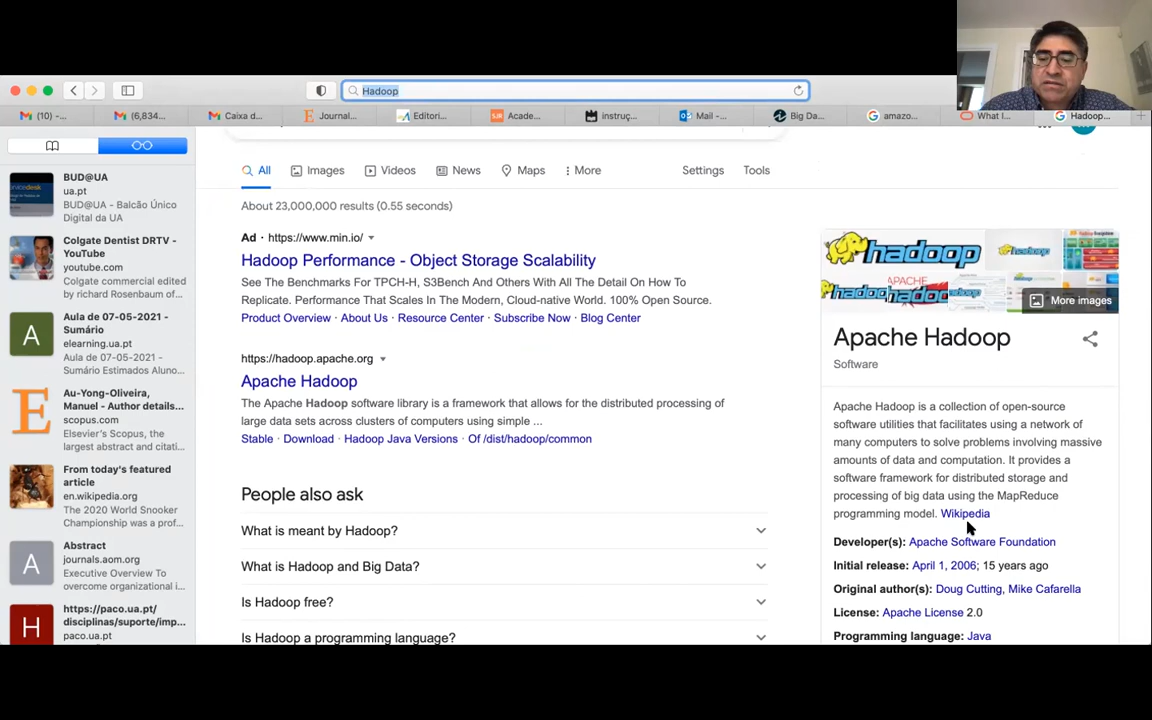 Hadoop
(10) -...
(6,834...
Caixa d...
Journal...
Editori...
SJR
Acade...
instruç...
Mail -...
Big Da...
amazo...
What I...
Hadoop...
BUD@UA
ua.pt
BUD@UA - Balcão Único
Digital da UA
Colgate Dentist DRTV -
YouTube
youtube.com
Colgate commercial edited
by richard Rosenbaum of...
A
Aula de 07-05-2021 -
Sumário
elearning.ua.pt
Aula de 07-05-2021 -
Sumário Estimados Aluno...
E
Au-Yong-Oliveira,
Manuel - Author details...
scopus.com
Elsevier's Scopus, the
largest abstract and citati...
From today's featured
article
en.wikipedia.org
The 2020 World Snooker
Championship was a prof...
A
Abstract
journals.aom.org
Executive Overview To
overcome organizational i...
H
https://paco.ua.pt/
disciplinas/suporte/imp...
paco.ua.pt
All
Images
Videos
News
Maps
More
Settings
Tools
About 23,000,000 results (0.55 seconds)
Ad · https://www.min.io/
Hadoop Performance - Object Storage Scalability
See The Benchmarks For TPCH-H, S3Bench And Others With All The Detail On How To
Replicate. Performance That Scales In The Modern, Cloud-native World. 100% Open Source.
Product Overview · About Us · Resource Center · Subscribe Now · Blog Center
https://hadoop.apache.org
Apache Hadoop
The Apache Hadoop software library is a framework that allows for the distributed processing of
large data sets across clusters of computers using simple ...
Stable · Download · Hadoop Java Versions · Of /dist/hadoop/common
People also ask
What is meant by Hadoop?
What is Hadoop and Big Data?
Is Hadoop free?
Is Hadoop a programming language?
hadoop
hadoop
APACHE
hadoop
hadoop
hadoop
More images
Apache Hadoop
Software
Apache Hadoop is a collection of open-source
software utilities that facilitates using a network of
many computers to solve problems involving massive
amounts of data and computation. It provides a
software framework for distributed storage and
processing of big data using the MapReduce
programming model. Wikipedia
Developer(s): Apache Software Foundation
Initial release: April 1, 2006; 15 years ago
Original author(s): Doug Cutting, Mike Cafarella
License: Apache License 2.0
Programming language: Java